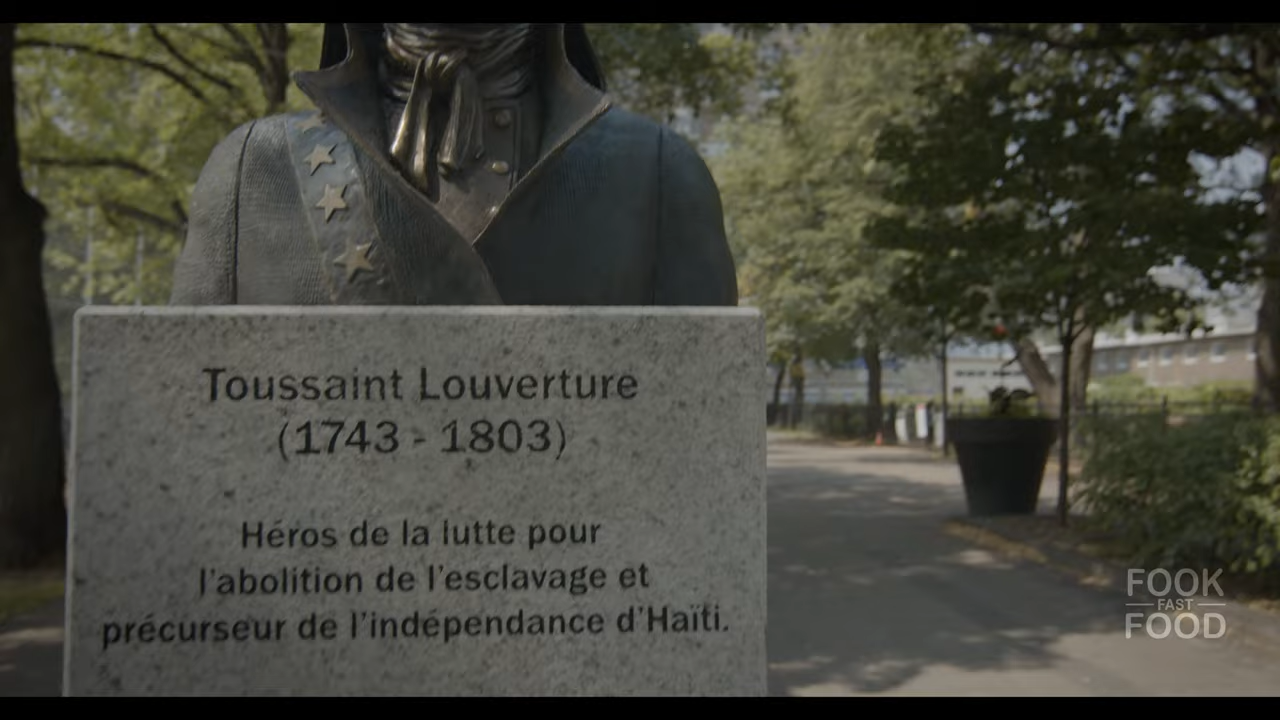 Toussaint Louverture
(1743 - 1803)
Héros de la lutte pour
l'abolition de l'esclavage et
précurseur de l'indépendance d'Haïti.
FOOK
FAST
FOOD